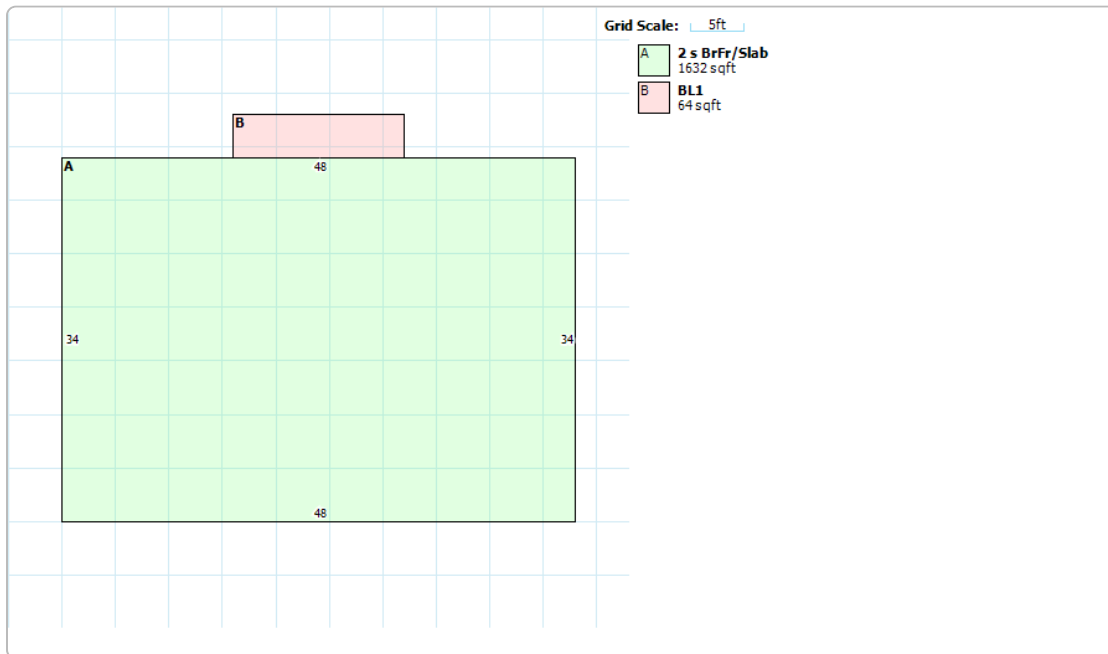 Grid Scale: 5ft
A 2 s BrFr/Slab
1632 sqft
B BL1
64 sqft
B
A
48
34
34
48